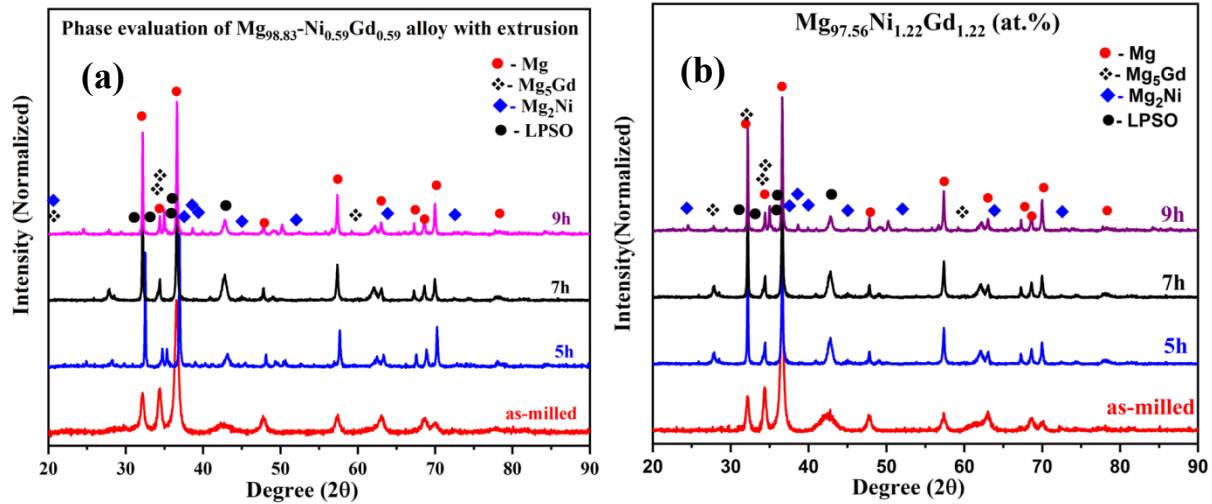 Phase evaluation of Mg98.83-Ni0.59Gd0.59 alloy with extrusion
(a)
- Mg
- Mg5Gd
- Mg2Ni
- LPSO
9h
7h
5h
as-milled
Intensity (Normalized)
20 30 40 50 60 70 80 90
Degree (2θ)
Mg97.56Ni1.22Gd1.22 (at.%)
(b)
- Mg
- Mg5Gd
- Mg2Ni
- LPSO
9h
7h
5h
as-milled
Intensity(Normalized)
20 30 40 50 60 70 80 90
Degree (2θ)